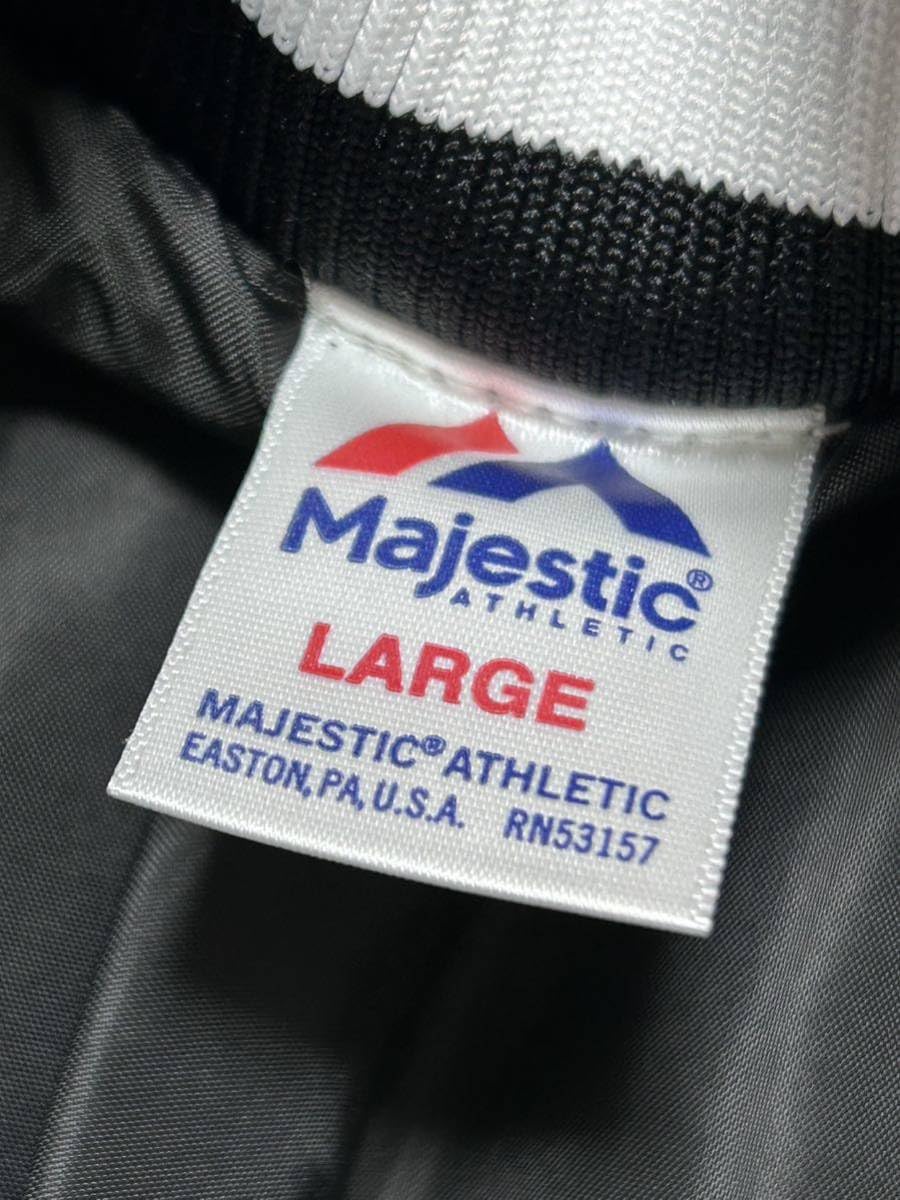 Majestic®
ATHLETIC
LARGE
MAJESTIC® ATHLETIC
EASTON, PA, U.S.A. RN53157